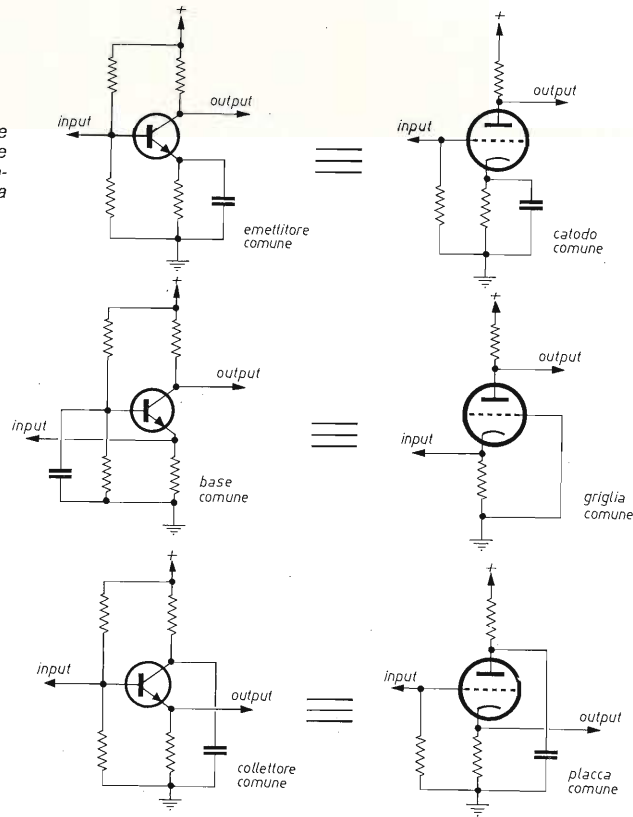 +
+
output
output
input
input
e
e
-
a
emettitore
comune
catodo
comune
+
+
output
output
input
input
base
comune
griglia
comune
+
+
input
input
output
output
collettore
comune
placca
comune